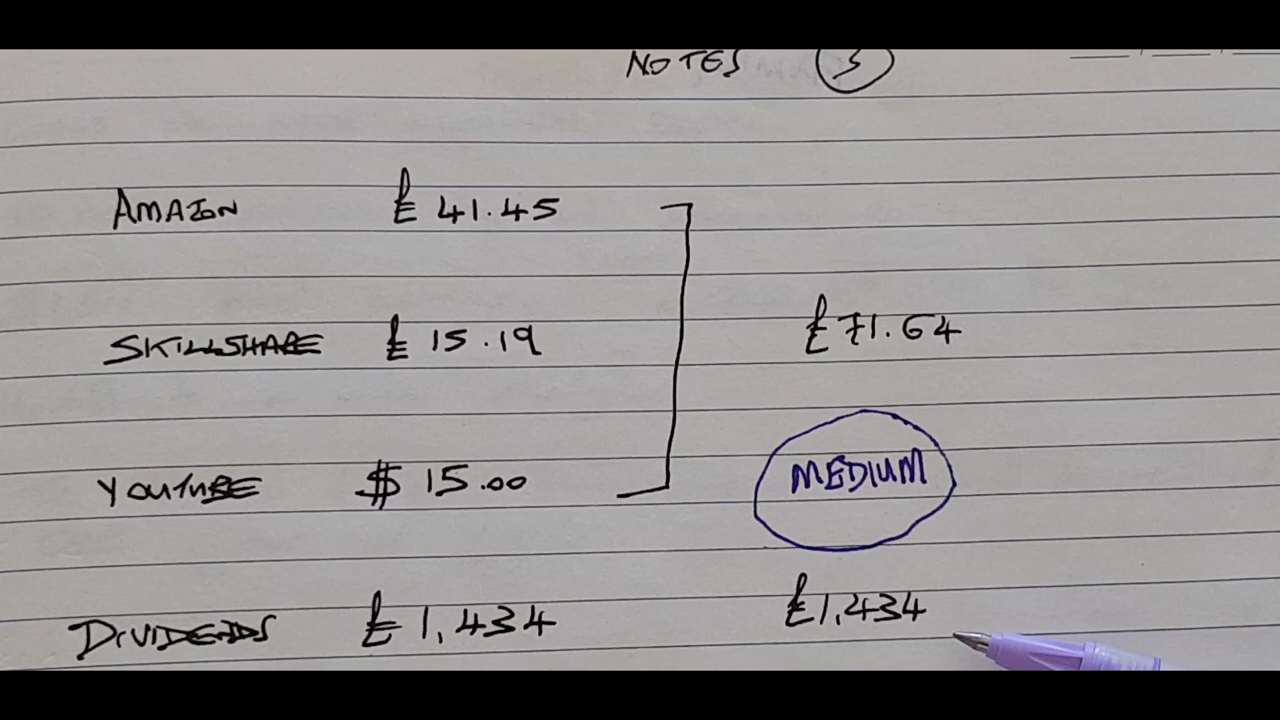 NOTES 3
AMAZON £ 41.45
SKILLSHARE £ 15.19
£71.64
YOUTUBE $ 15.00
MEDIUM
DIVIDENDS £ 1,434 £1,434